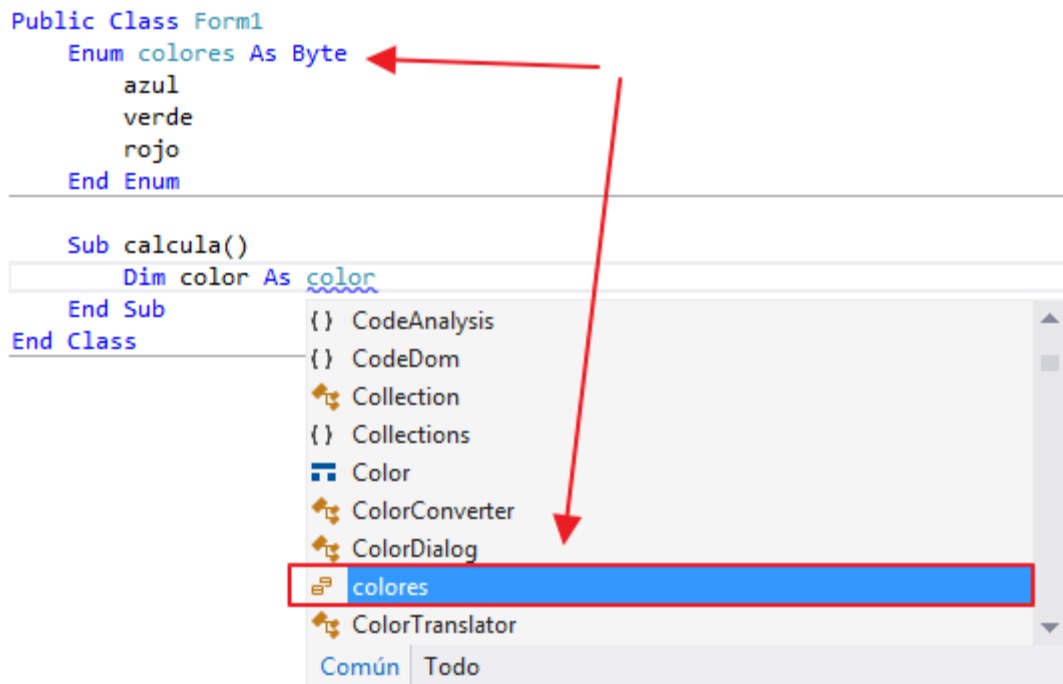 Public Class Form1
Enum colores As Byte
azul
verde
rojo
End Enum
Sub calcula()
Dim color As color
End Sub
End Class
{ } CodeAnalysis
{ } CodeDom
Collection
{ } Collections
Color
ColorConverter
ColorDialog
colores
ColorTranslator
Común Todo